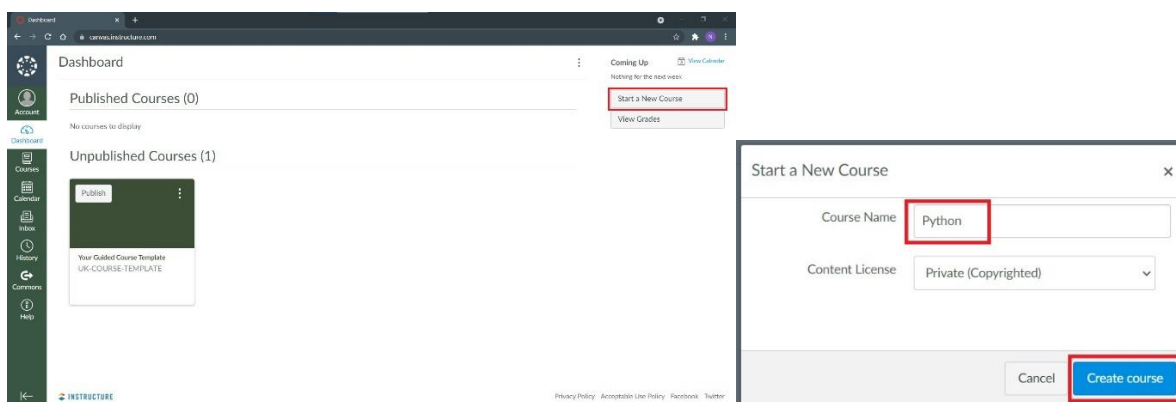 Dashboard
canvas.instructure.com
Dashboard
Coming Up
View Calendar
Nothing for the next week
Start a New Course
View Grades
Published Courses (0)
No courses to display
Unpublished Courses (1)
Publish
Your Guided Course Template
UK-COURSE-TEMPLATE
Account
Dashboard
Courses
Calendar
Inbox
History
Commons
Help
INSTRUCTURE
Privacy Policy Acceptable Use Policy Facebook Twitter
Start a New Course
Course Name
Python
Content License
Private (Copyrighted)
Cancel
Create course